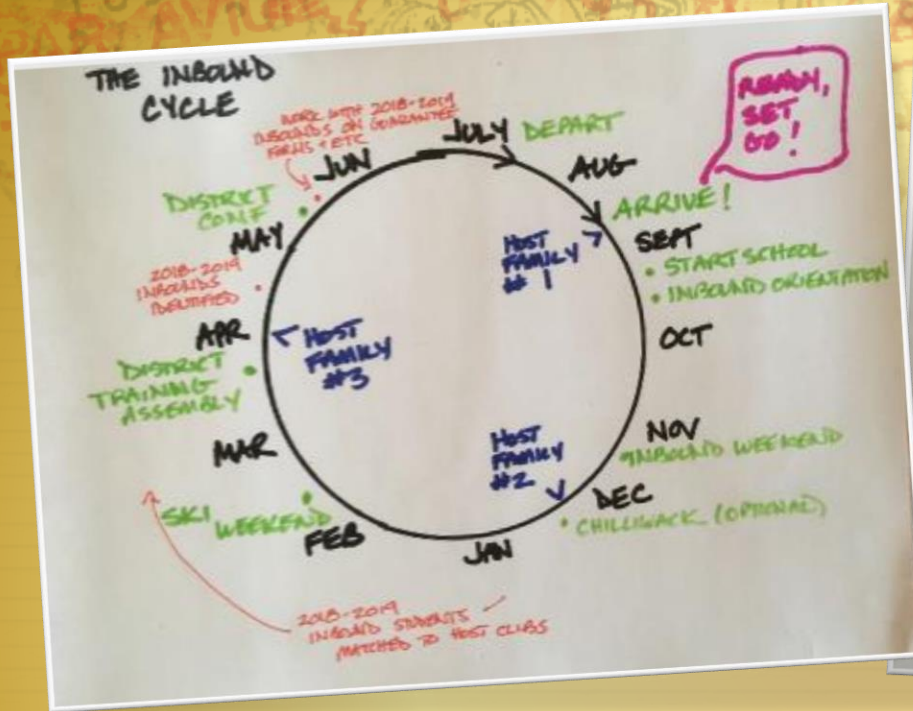 THE INBOUND
CYCLE
READY,
SET,
GO!
WORK WITH 2018-2019
INBOUNDS ON GUARANTEE
FORMS + ETC
JULY
DEPART
AUG
ARRIVE!
SEPT
HOST
FAMILY
# 1
• START SCHOOL
• INBOUND ORIENTATION
OCT
NOV
• INBOUND WEEKEND
HOST
FAMILY
#2
DEC
• CHILLIWACK (OPTIONAL)
JAN
2018-2019
INBOUND STUDENTS
MATCHED TO HOST CLUBS
FEB
SKI WEEKEND
MAR
DISTRICT
TRAINING
ASSEMBLY
APR
HOST
FAMILY
#3
2018-2019
INBOUNDS
IDENTIFIED
MAY
DISTRICT
CONF
JUN